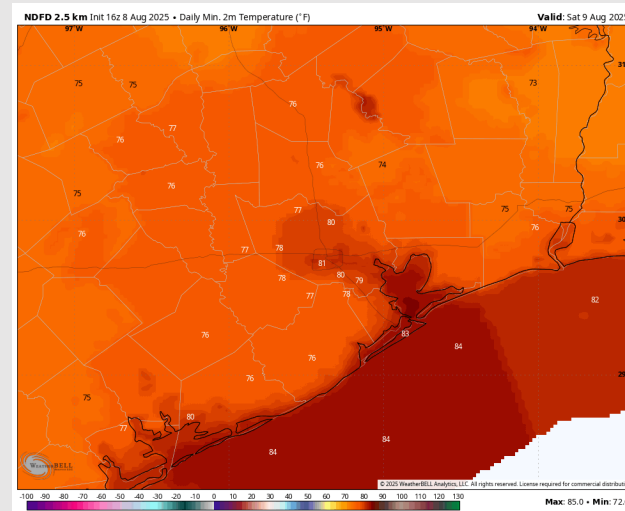 NDFD 2.5 km Init 16z 8 Aug 2025 • Daily Min. 2m Temperature (°F)
Valid: Sat 9 Aug 2025
97°W 96°W 95°W 94°W
31
75 75 73
76
77
76
76 74
76
75
77 75 75
80 76
76
77 78
81
80 79
78
77 78
82
83
76 84
76
76
75
80
77
84
84
30
29
WeatherBELL
© 2025 WeatherBELL Analytics, LLC. All rights reserved. License required for commercial distributi
-100 -90 -80 -70 -60 -50 -40 -30 -20 -10 0 10 20 30 40 50 60 70 80 90 100 110 120 130
Max: 85.0 • Min: 72.